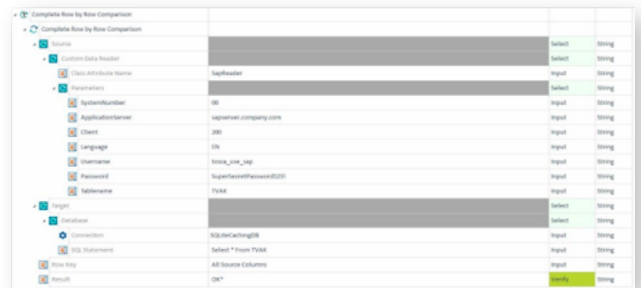 Complete Row by Row Comparison
Complete Row by Row Comparison
Source Select String
Custom Data Reader Select String
Class Attribute Name SapReader Input String
Parameters Select String
SystemNumber 00 Input String
ApplicationServer sapserver.company.com Input String
Client 200 Input String
Language EN Input String
Username tosca_use_sap Input String
Password Input String
Tablename TVAK Input String
Target Select String
Database Select String
Connection SQLiteCachingDB Input String
SQL Statement Select * From TVAK Input String
Row Key All Source Columns Input String
Result OK* Verify String